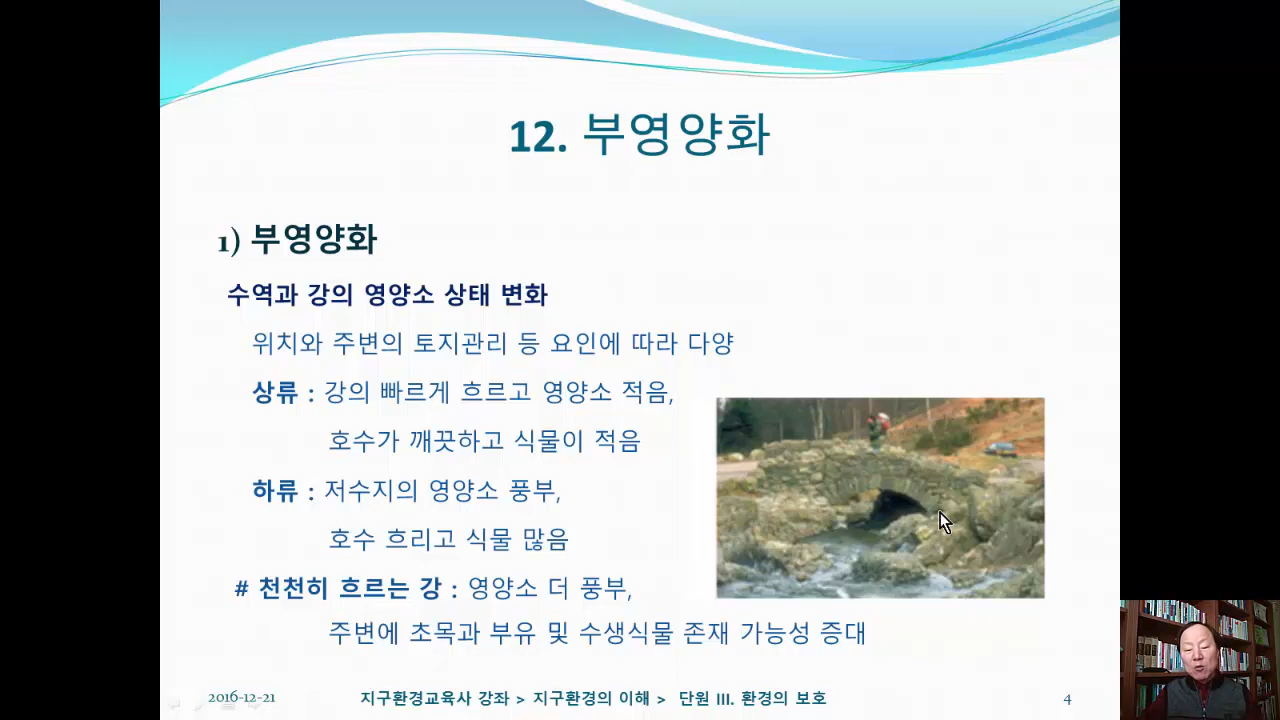 12. 부영양화
1) 부영양화
수역과 강의 영양소 상태 변화
위치와 주변의 토지관리 등 요인에 따라 다양
상류 : 강의 빠르게 흐르고 영양소 적음,
호수가 깨끗하고 식물이 적음
하류 : 저수지의 영양소 풍부,
호수 흐리고 식물 많음
# 천천히 흐르는 강 : 영양소 더 풍부,
주변에 초목과 부유 및 수생식물 존재 가능성 증대
2016-12-21
지구환경교육사 강좌 > 지구환경의 이해 > 단원 III. 환경의 보호
4